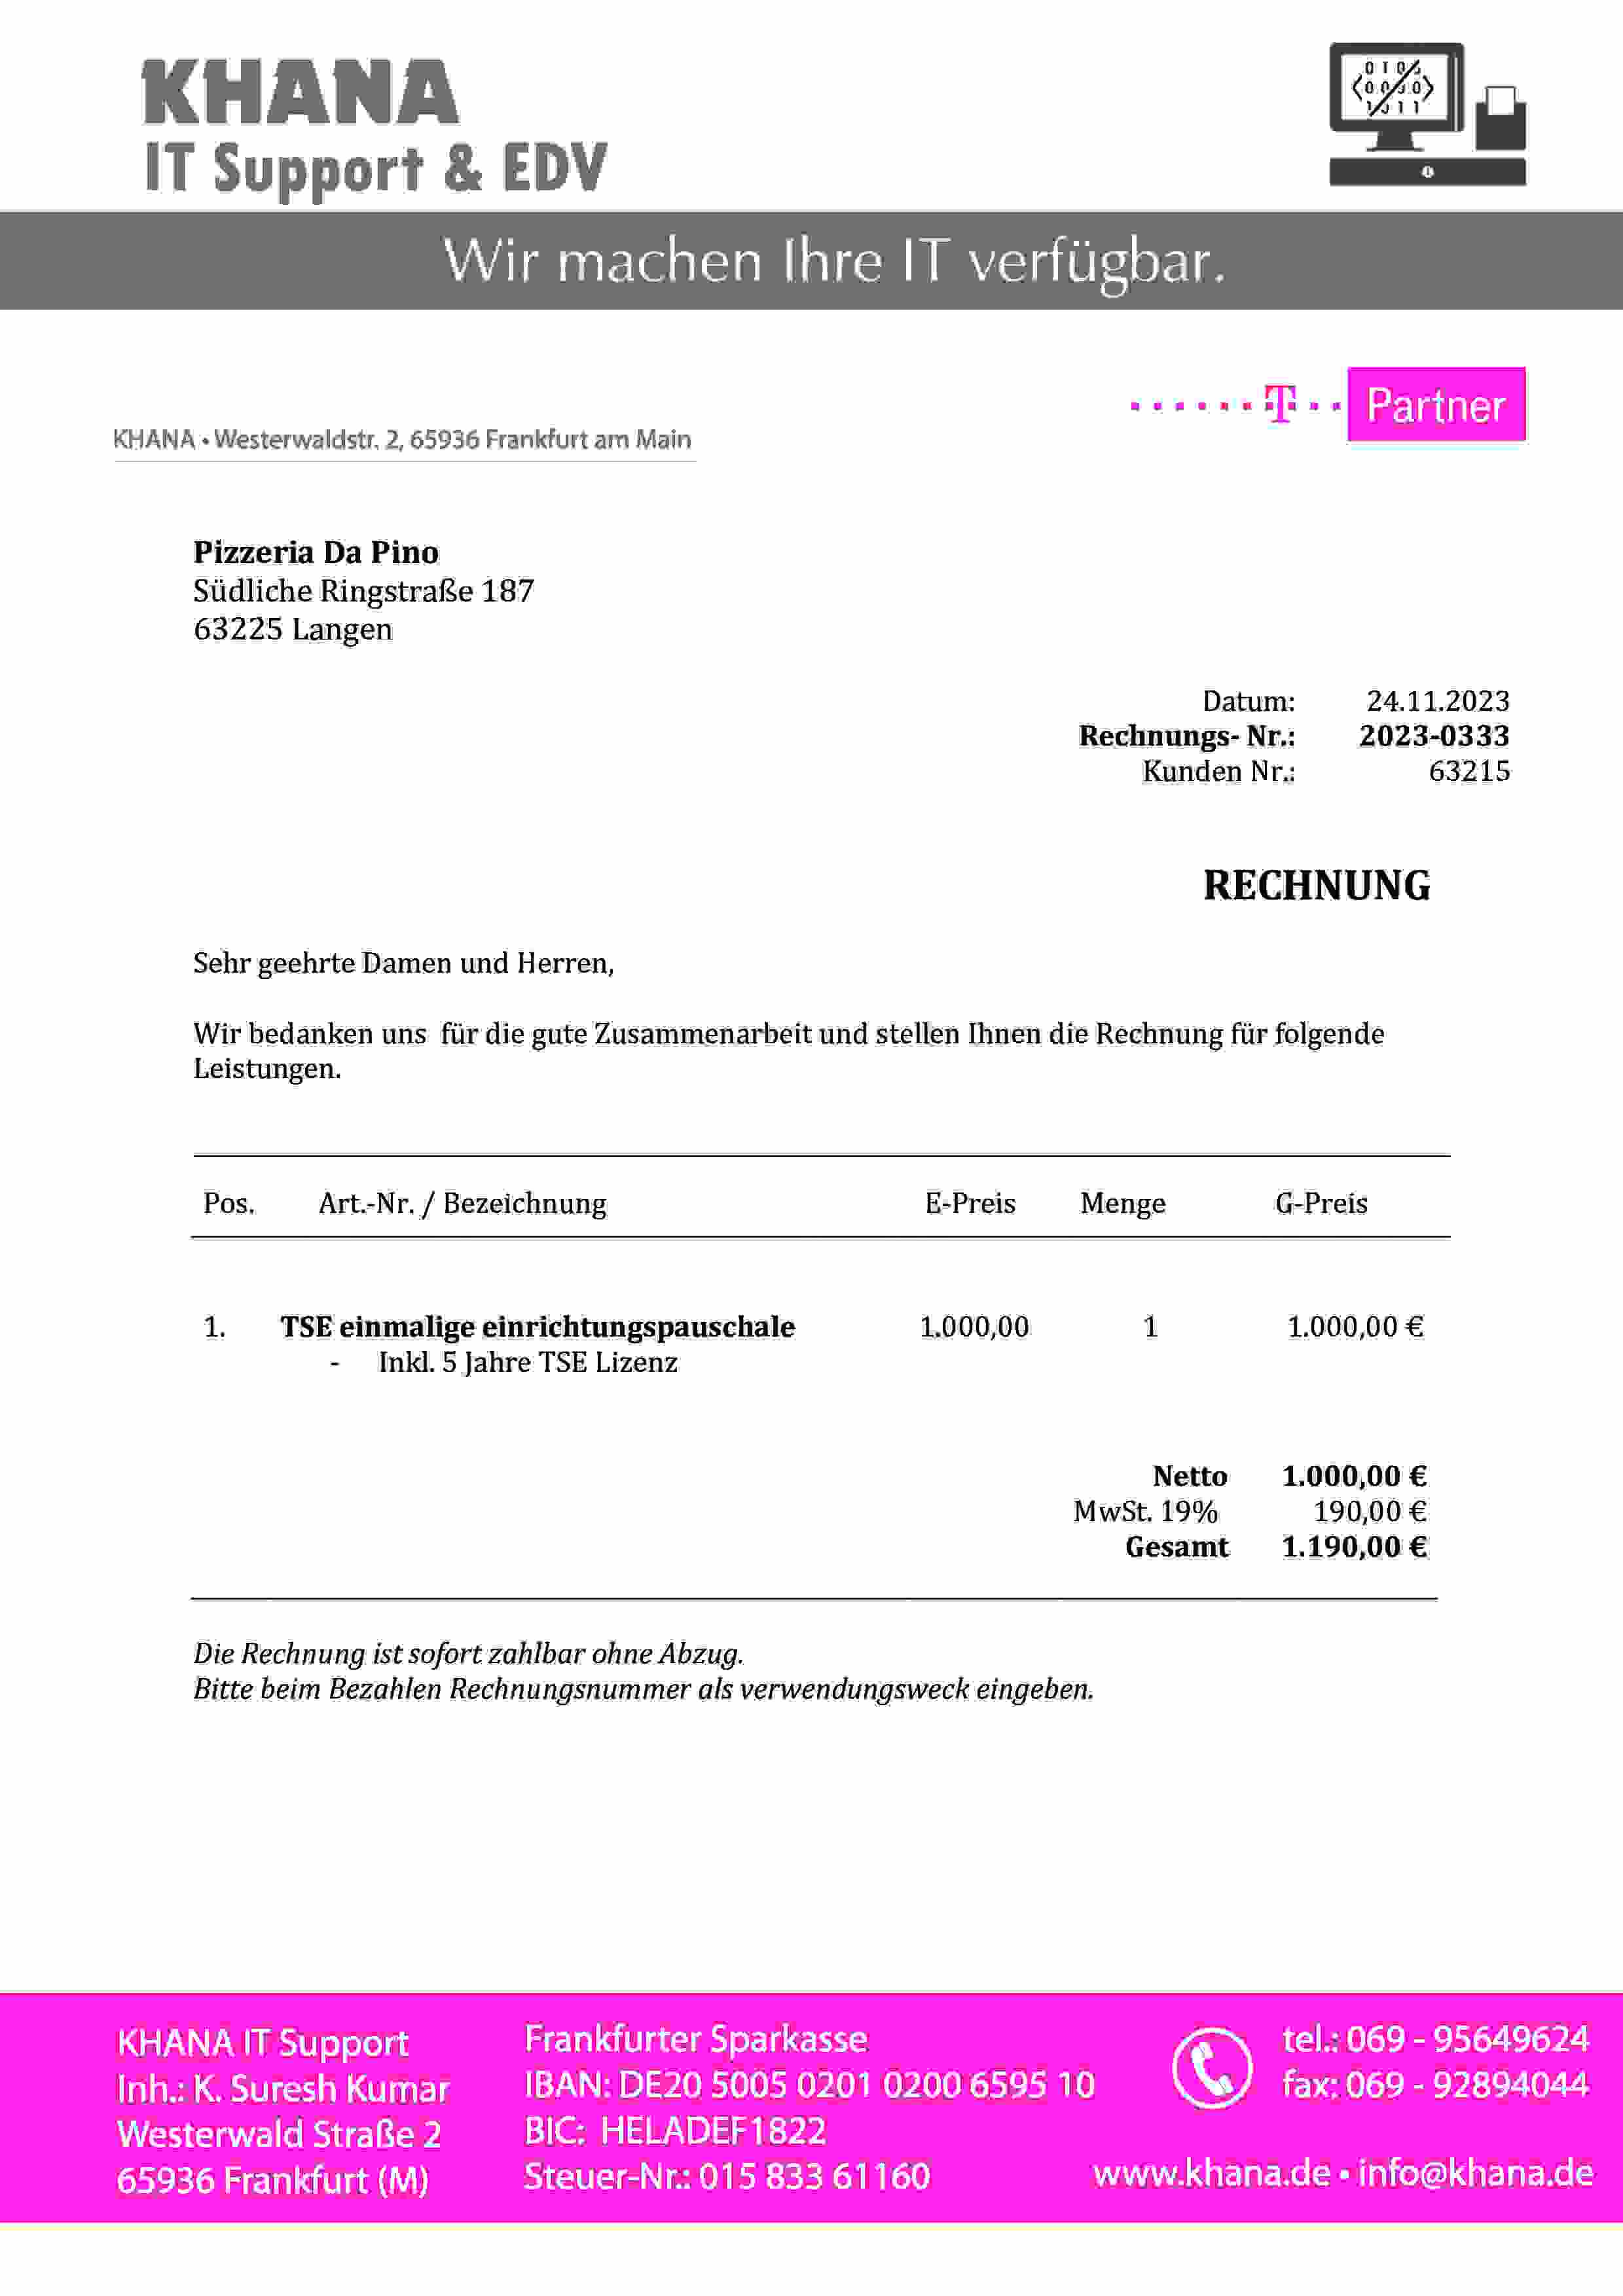 KHANA
IT Support & EDV
Wir machen Ihre IT verfügbar.
T Partner
KHANA • Westerwaldstr. 2, 65936 Frankfurt am Main
Pizzeria Da Pino
Südliche Ringstraße 187
63225 Langen
Datum: 24.11.2023
Rechnungs- Nr.: 2023-0333
Kunden Nr.: 63215
RECHNUNG
Sehr geehrte Damen und Herren,
Wir bedanken uns für die gute Zusammenarbeit und stellen Ihnen die Rechnung für folgende
Leistungen.
Pos. Art.-Nr. / Bezeichnung E-Preis Menge G-Preis
1. TSE einmalige einrichtungspauschale 1.000,00 1 1.000,00 €
- Inkl. 5 Jahre TSE Lizenz
Netto 1.000,00 €
MwSt. 19% 190,00 €
Gesamt 1.190,00 €
Die Rechnung ist sofort zahlbar ohne Abzug.
Bitte beim Bezahlen Rechnungsnummer als verwendungsweck eingeben.
KHANA IT Support
Inh.: K. Suresh Kumar
Westerwald Straße 2
65936 Frankfurt (M)
Frankfurter Sparkasse
IBAN: DE20 5005 0201 0200 6595 10
BIC: HELADEF1822
Steuer-Nr.: 015 833 61160
tel.: 069 - 95649624
fax: 069 - 92894044
www.khana.de • info@khana.de